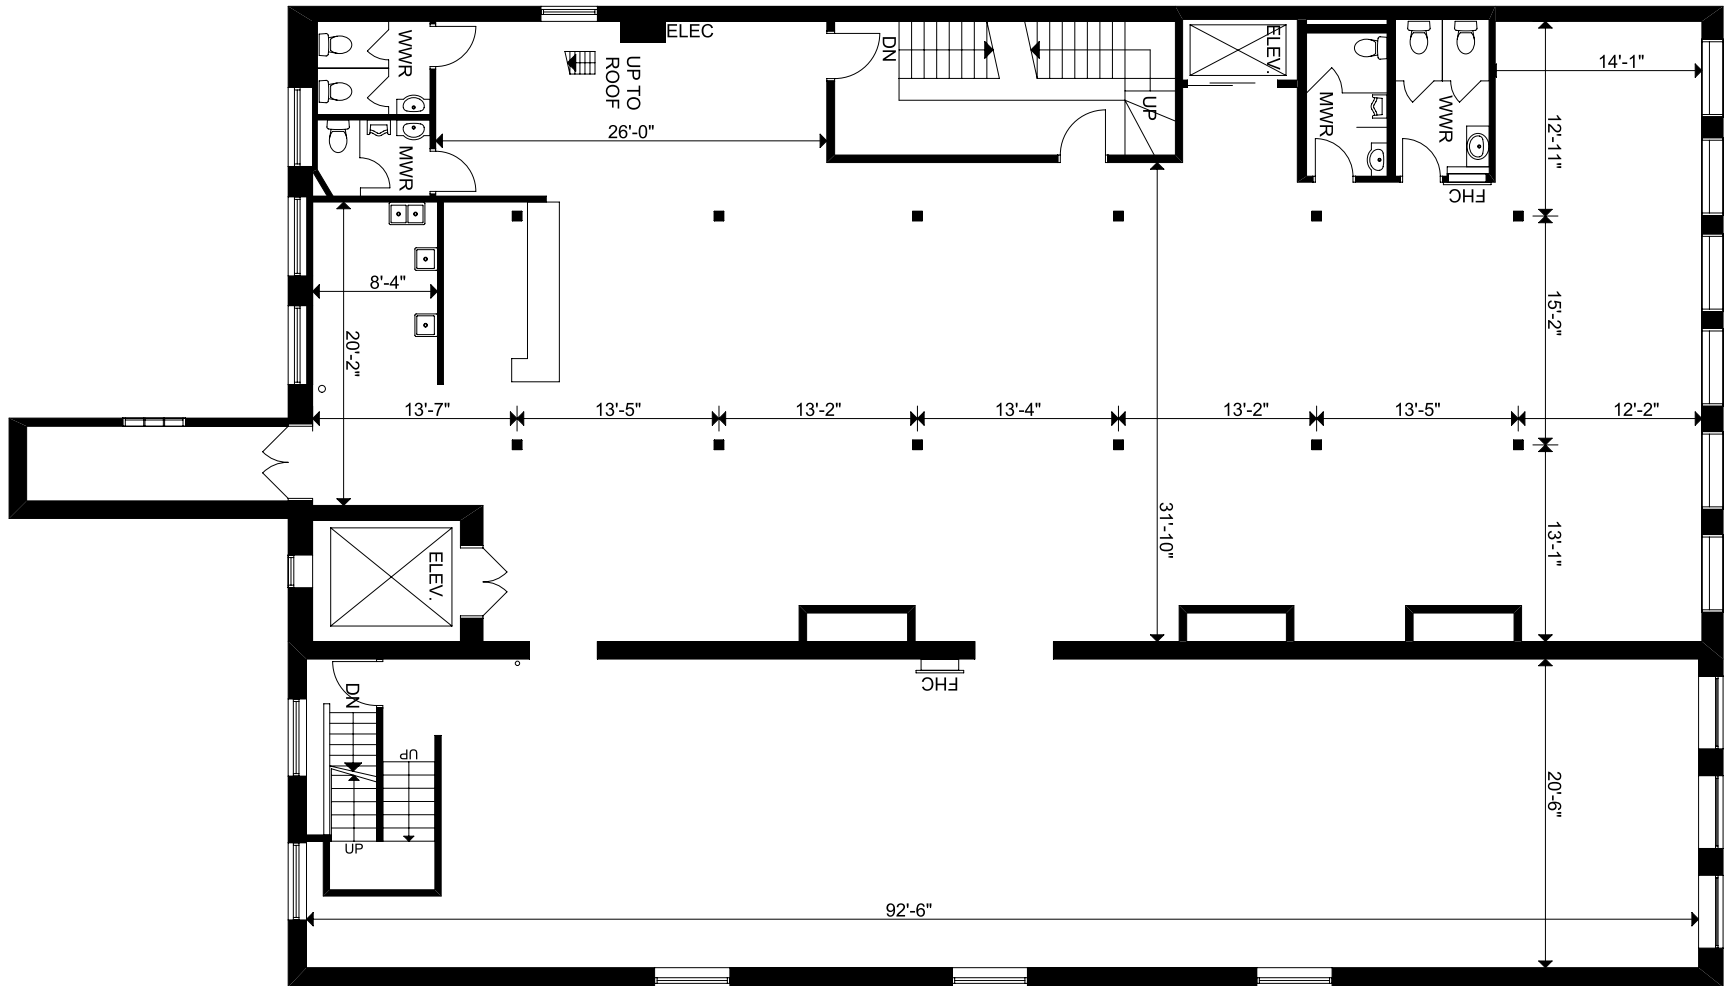 WWR
ELEC
UP TO
ROOF
DN
ELEV.
14'-1"
26'-0"
MWR
UP
MWR
WWR
12'-11"
FHC
8'-4"
20'-2"
15'-2"
13'-7"
13'-5"
13'-2"
13'-4"
13'-2"
13'-5"
12'-2"
31'-10"
13'-1"
ELEV.
FHC
DN
UP
UP
20'-6"
92'-6"